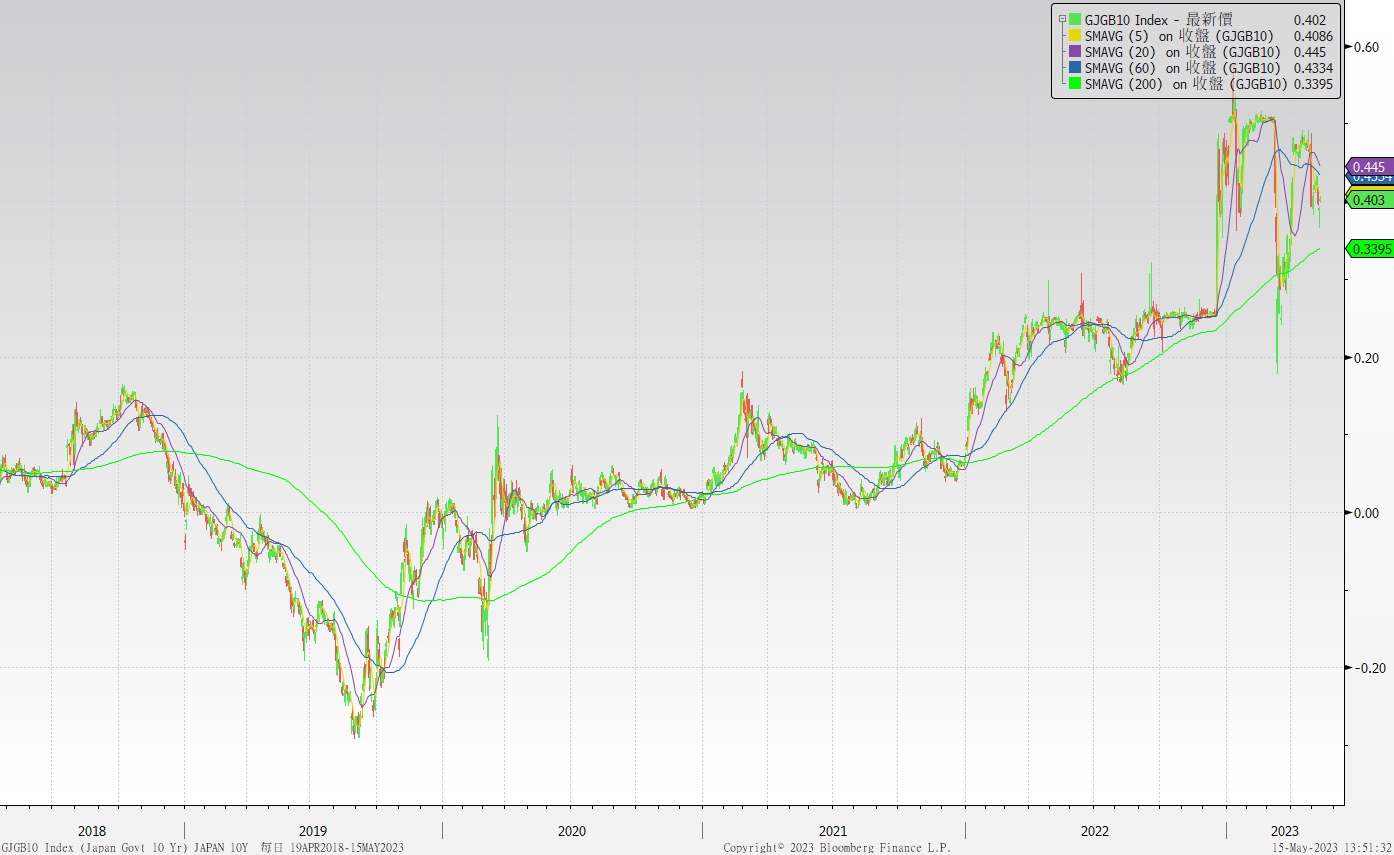 GJGB10 Index - 最新價 0.402
SMAVG (5) on 收盤 (GJGB10) 0.4086
SMAVG (20) on 收盤 (GJGB10) 0.445
SMAVG (60) on 收盤 (GJGB10) 0.4334
SMAVG (200) on 收盤 (GJGB10) 0.3395
0.60
0.445
0.4334
0.403
0.3395
0.20
0.00
-0.20
2018 2019 2020 2021 2022 2023
GJGB10 Index (Japan Govt 10 Yr) JAPAN 10Y 每日 19APR2018-15MAY2023 Copyright© 2023 Bloomberg Finance L.P. 15-May-2023 13:51:32